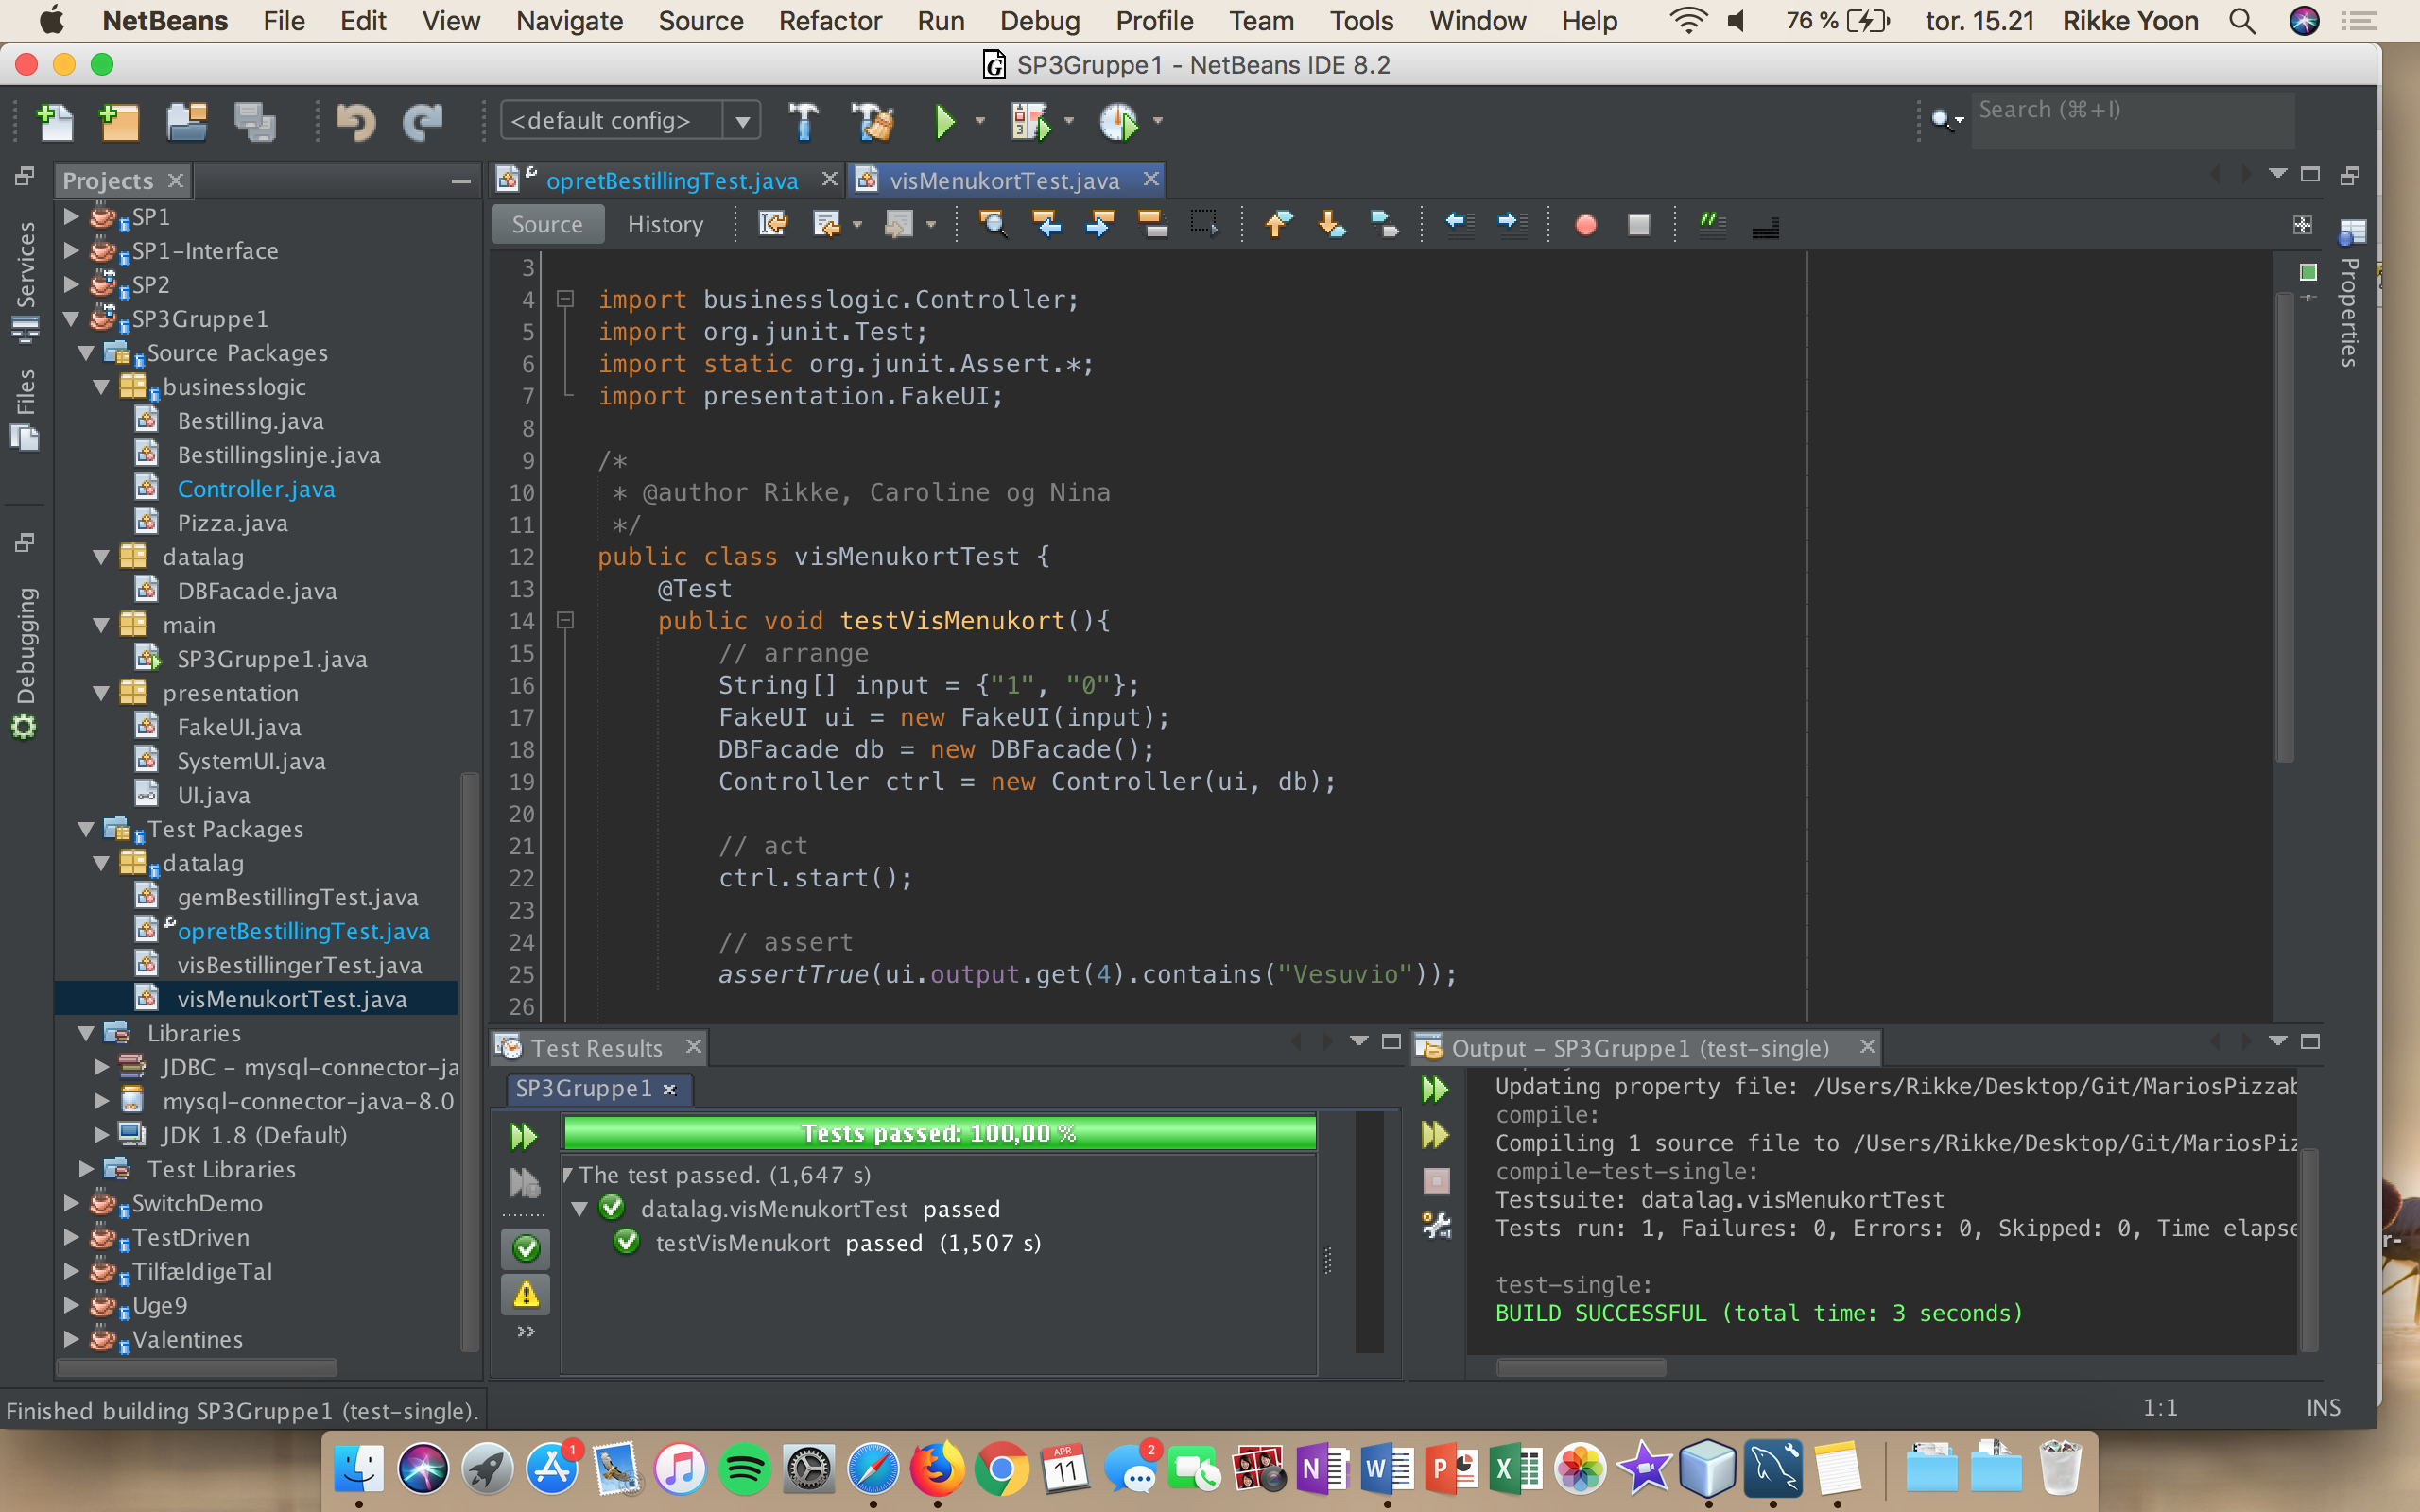 NetBeans File Edit View Navigate Source Refactor Run Debug Profile Team Tools Window Help 76 % tor. 15.21 Rikke Yoon
SP3Gruppe1 - NetBeans IDE 8.2
<default config>
Search (⌘+I)
Projects
opretBestillingTest.java
visMenukortTest.java
Source History
Services
Files
Debugging
Properties
SP1
SP1-Interface
SP2
SP3Gruppe1
Source Packages
businesslogic
Bestilling.java
Bestillingslinje.java
Controller.java
Pizza.java
datalag
DBFacade.java
main
SP3Gruppe1.java
presentation
FakeUI.java
SystemUI.java
UI.java
Test Packages
datalag
gemBestillingTest.java
opretBestillingTest.java
visBestillingerTest.java
visMenukortTest.java
Libraries
JDBC - mysql-connector-ja
mysql-connector-java-8.0
JDK 1.8 (Default)
Test Libraries
SwitchDemo
TestDriven
TilfældigeTal
Uge9
Valentines
3
4 import businesslogic.Controller;
5 import org.junit.Test;
6 import static org.junit.Assert.*;
7 import presentation.FakeUI;
8
9 /*
10 * @author Rikke, Caroline og Nina
11 */
12 public class visMenukortTest {
13 @Test
14 public void testVisMenukort(){
15 // arrange
16 String[] input = {"1", "0"};
17 FakeUI ui = new FakeUI(input);
18 DBFacade db = new DBFacade();
19 Controller ctrl = new Controller(ui, db);
20
21 // act
22 ctrl.start();
23
24 // assert
25 assertTrue(ui.output.get(4).contains("Vesuvio"));
26
Test Results
SP3Gruppe1
Tests passed: 100,00 %
The test passed. (1,647 s)
datalag.visMenukortTest passed
testVisMenukort passed (1,507 s)
Output - SP3Gruppe1 (test-single)
Updating property file: /Users/Rikke/Desktop/Git/MariosPizzab
compile:
Compiling 1 source file to /Users/Rikke/Desktop/Git/MariosPiz
compile-test-single:
Testsuite: datalag.visMenukortTest
Tests run: 1, Failures: 0, Errors: 0, Skipped: 0, Time elapse
test-single:
BUILD SUCCESSFUL (total time: 3 seconds)
Finished building SP3Gruppe1 (test-single).
1:1 INS
1
APR
11
2
N
W
P
X
r-